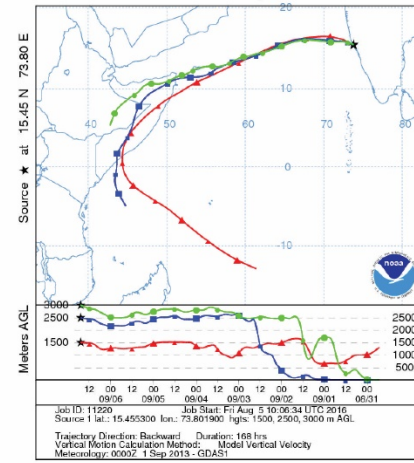 Source ★ at 15.45 N 73.80 E
20
10
0
-10
40 50 60 70
noaa
Meters AGL
3000
2500
1500
2500
2000
1500
1000
500
0
12 00 12 00 12 00 12 00 12 00 12 00 12 00
09/06 09/05 09/04 09/03 09/02 09/01 08/31
Job ID: 11220 Job Start: Fri Aug 5 10:06:34 UTC 2016
Source 1 lat.: 15.455300 lon.: 73.801900 hgts: 1500, 2500, 3000 m AGL
Trajectory Direction: Backward Duration: 168 hrs
Vertical Motion Calculation Method: Model Vertical Velocity
Meteorology: 0000Z 1 Sep 2013 - GDAS1